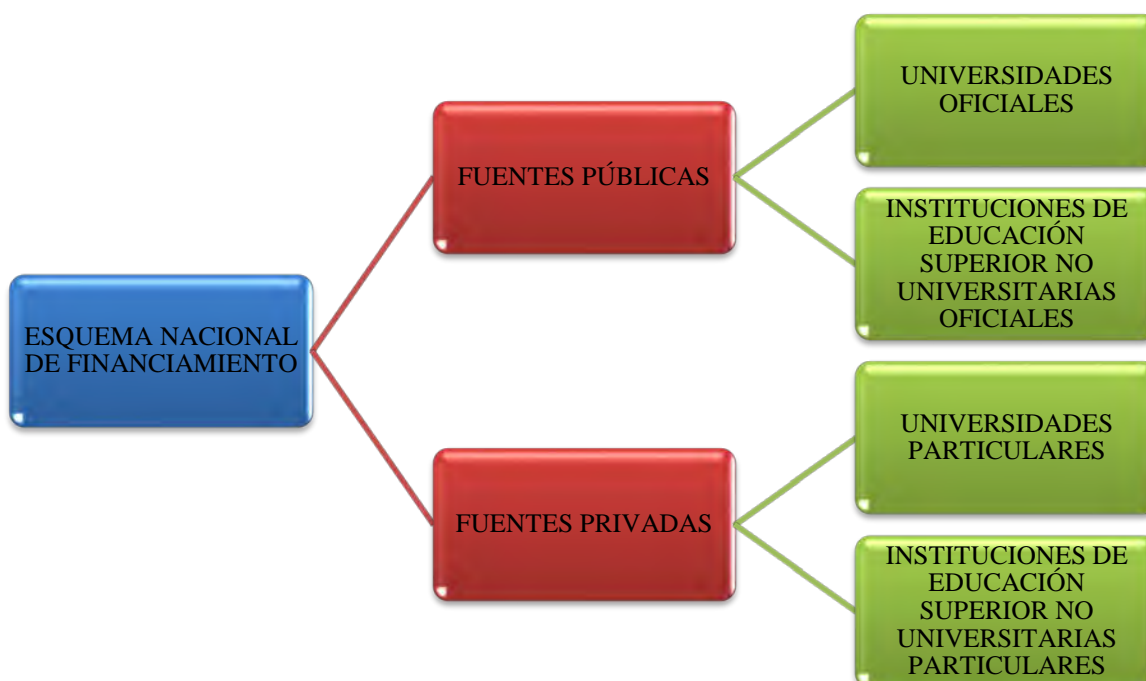 ESQUEMA NACIONAL
DE FINANCIAMIENTO
FUENTES PÚBLICAS
UNIVERSIDADES
OFICIALES
INSTITUCIONES DE
EDUCACIÓN
SUPERIOR NO
UNIVERSITARIAS
OFICIALES
FUENTES PRIVADAS
UNIVERSIDADES
PARTICULARES
INSTITUCIONES DE
EDUCACIÓN
SUPERIOR NO
UNIVERSITARIAS
PARTICULARES